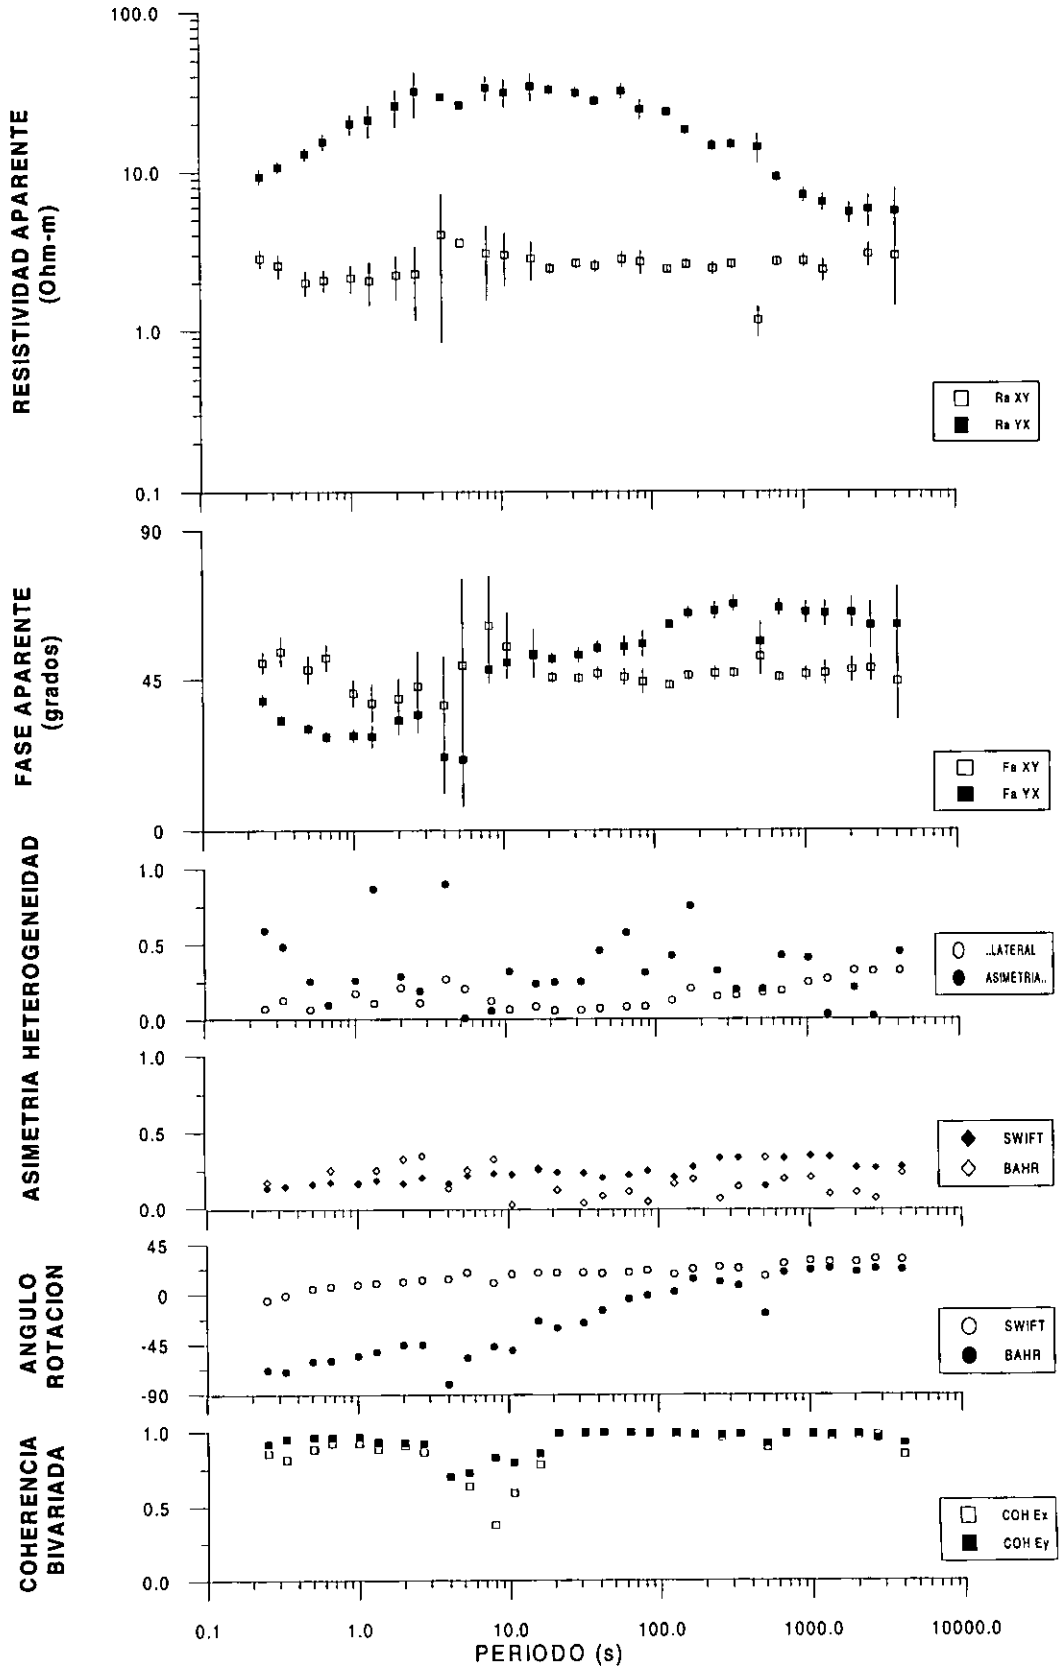 RESISTIVIDAD APARENTE
(Ohm-m)
100.0
10.0
1.0
0.1
Ra XY
Ra YX
FASE APARENTE
(grados)
90
45
0
Fa XY
Fa YX
ASIMETRIA HETEROGENEIDAD
1.0
0.5
0.0
..LATERAL
ASIMETRIA..
1.0
0.5
0.0
SWIFT
BAHR
ANGULO
ROTACION
45
0
-45
-90
SWIFT
BAHR
COHERENCIA
BIVARIADA
1.0
0.5
0.0
COH Ex
COH Ey
0.1
1.0
10.0
100.0
1000.0
10000.0
PERIODO (s)